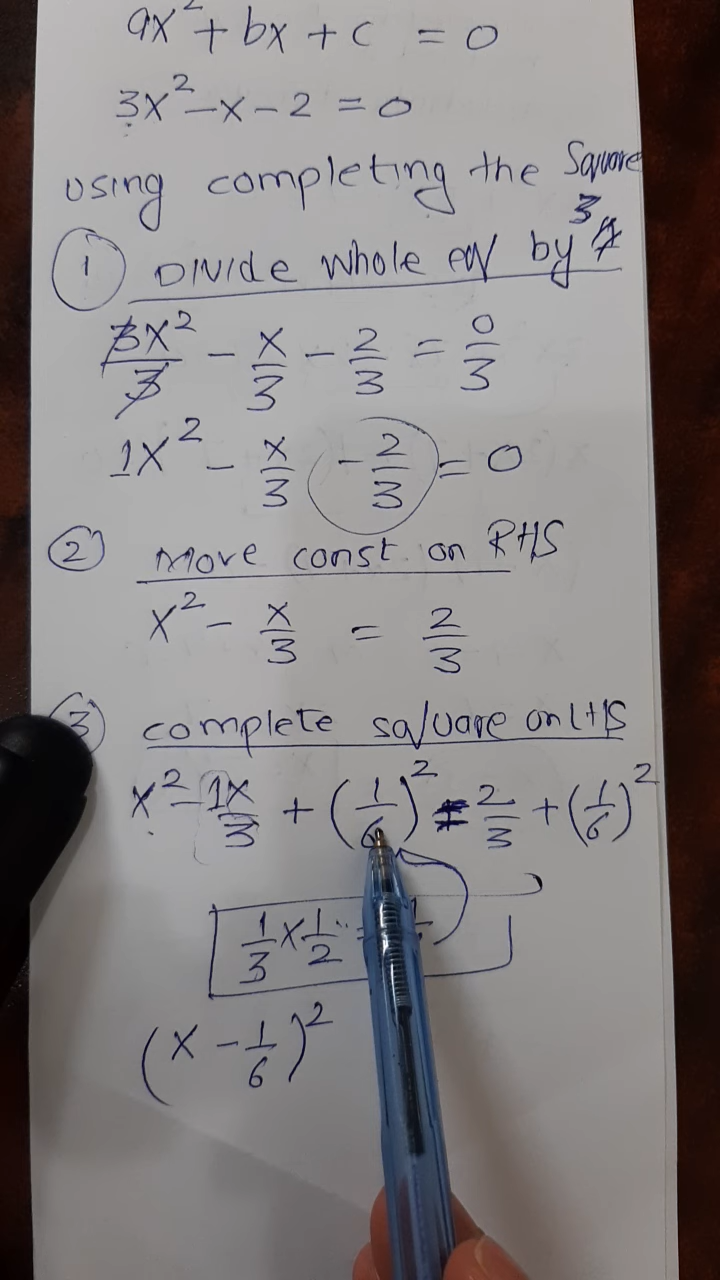 ax² + bx + c = 0
3x² - x - 2 = 0
using completing the square
① DIVIDE whole eq by 3
3x²/3 - x/3 - 2/3 = 0/3
1x² - x/3 - 2/3 = 0
② Move const. on RHS
x² - x/3 = 2/3
③ complete square on LHS
x² - 1x/3 + (1/6)² = 2/3 + (1/6)²
1/3 × 1/2 =
(x - 1/6)²